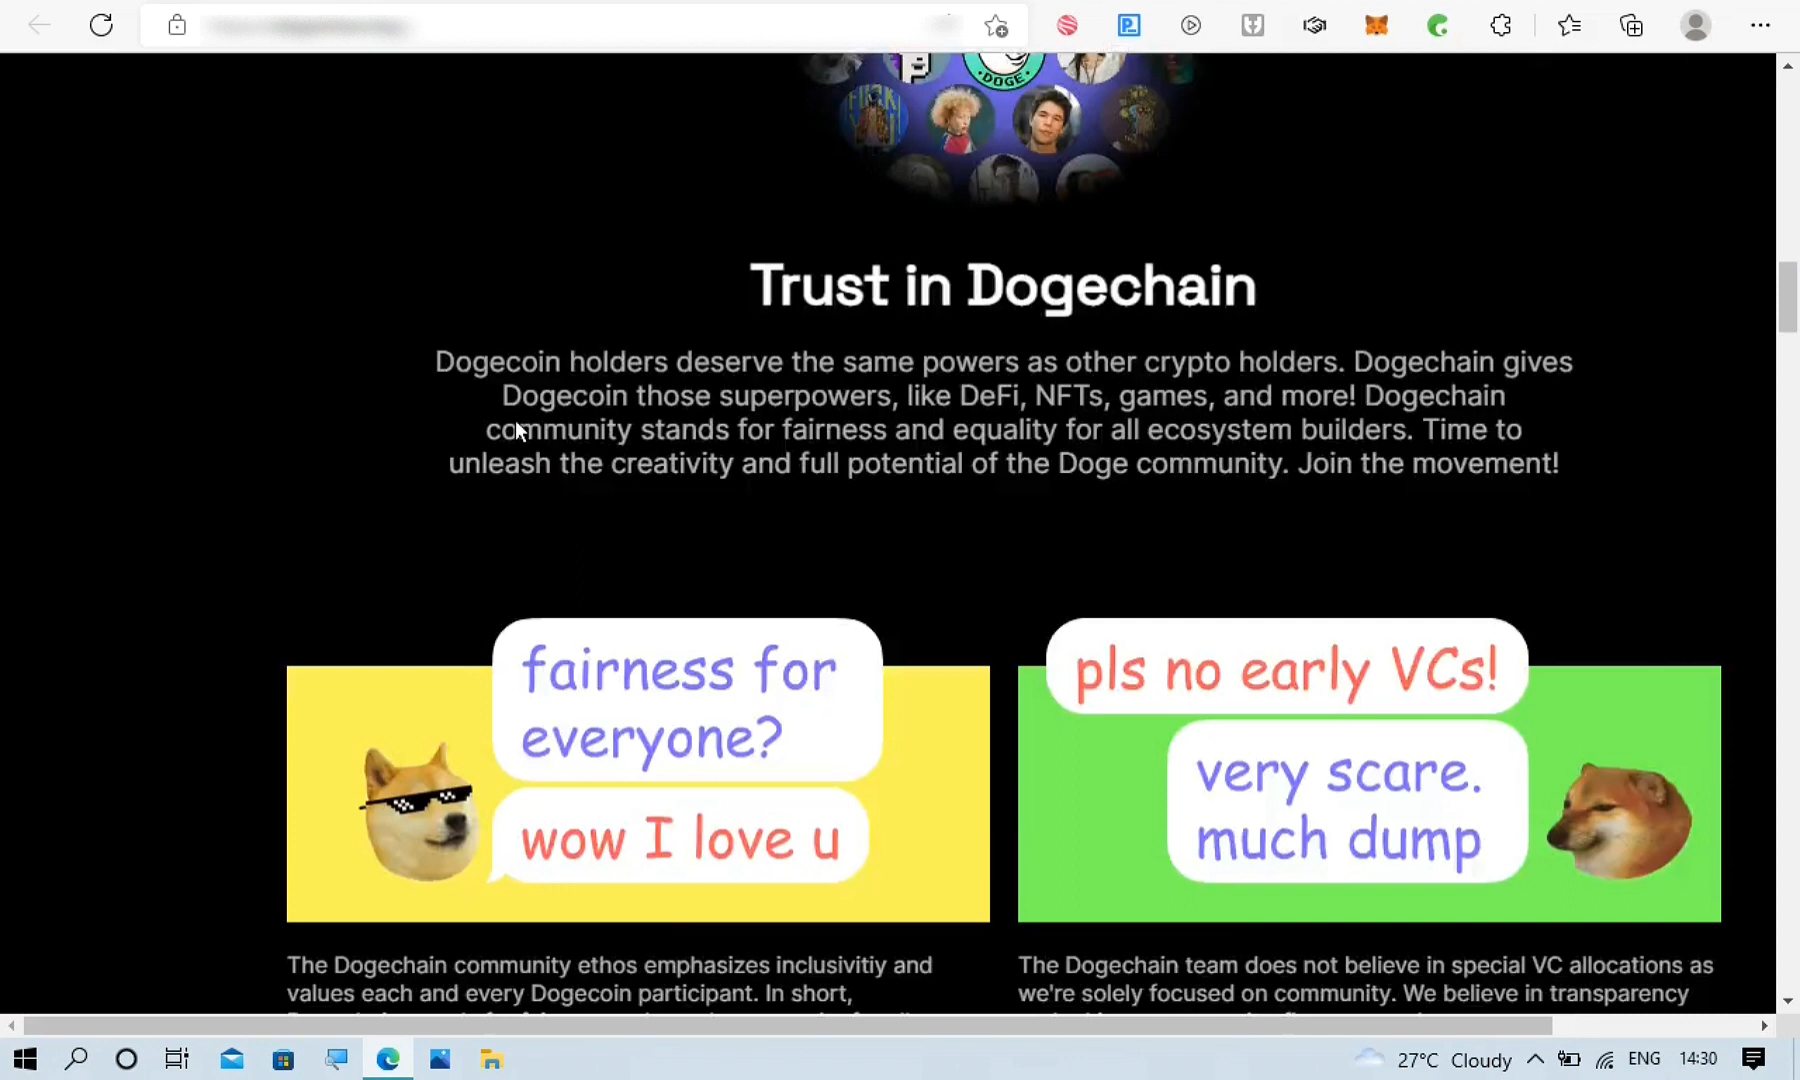 DOGE
Trust in Dogechain
Dogecoin holders deserve the same powers as other crypto holders. Dogechain gives
Dogecoin those superpowers, like DeFi, NFTs, games, and more! Dogechain
community stands for fairness and equality for all ecosystem builders. Time to
unleash the creativity and full potential of the Doge community. Join the movement!
fairness for
everyone?
wow I love u
pls no early VCs!
very scare.
much dump
The Dogechain community ethos emphasizes inclusivitiy and
values each and every Dogecoin participant. In short,
The Dogechain team does not believe in special VC allocations as
we're solely focused on community. We believe in transparency
27°C Cloudy
ENG
14:30